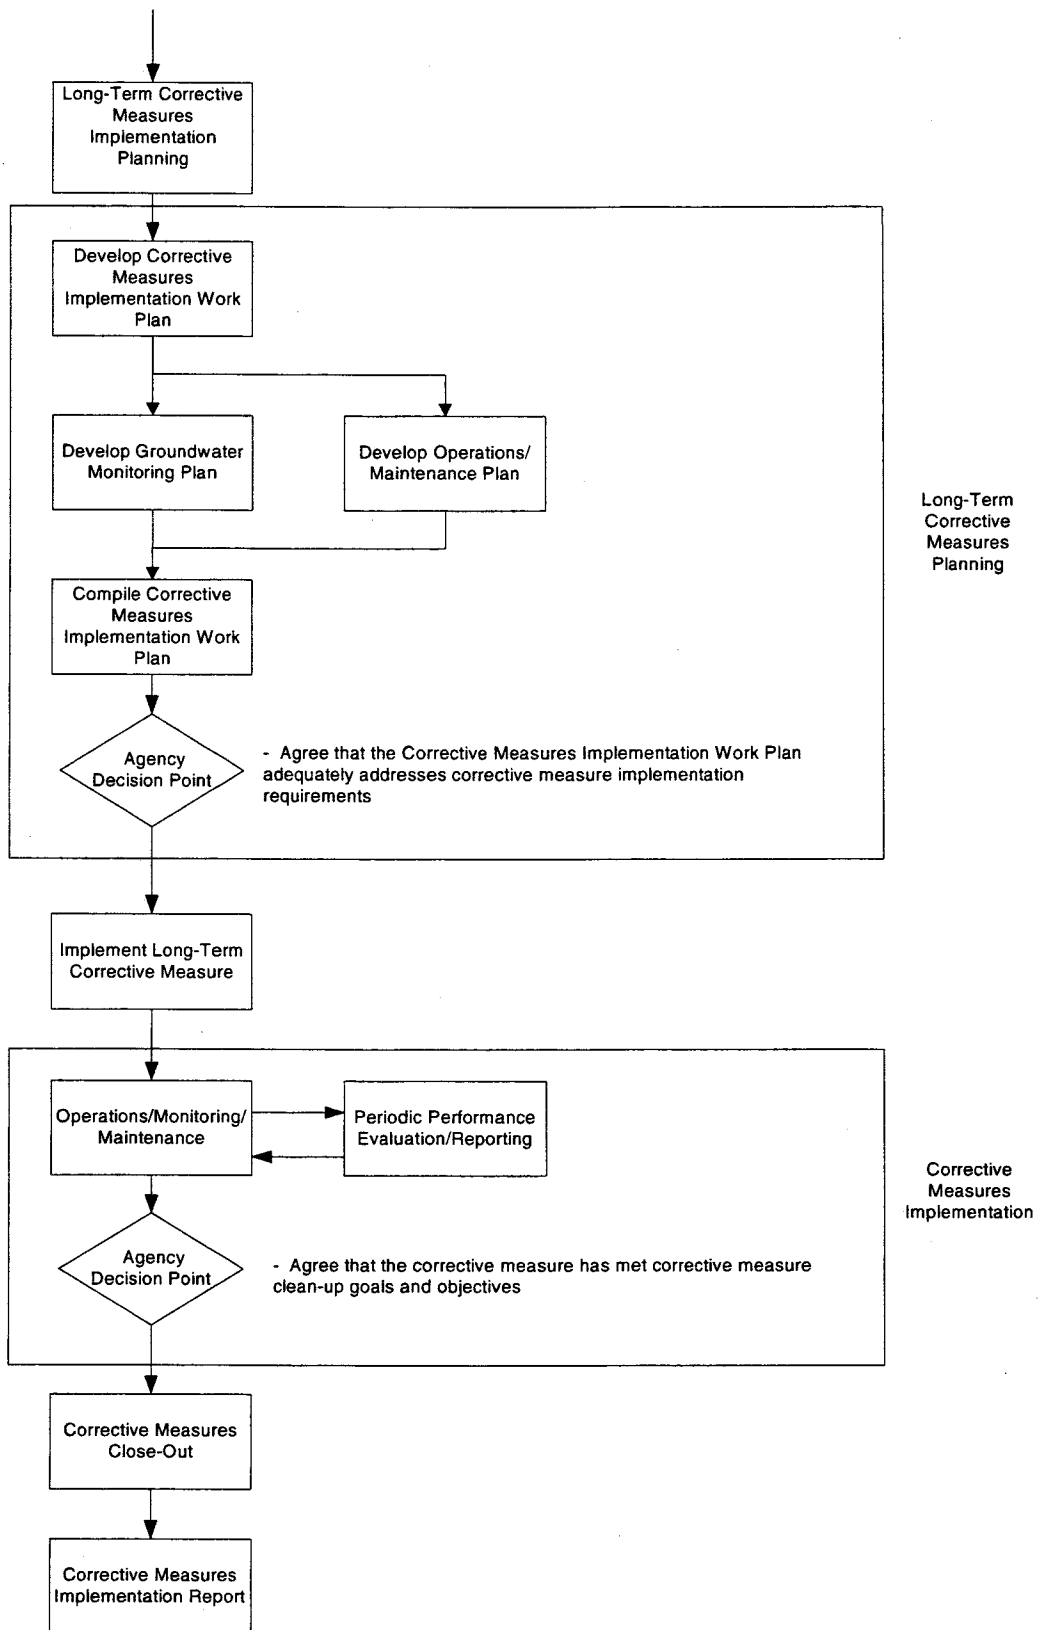 Long-Term Corrective
Measures
Implementation
Planning
Develop Corrective
Measures
Implementation Work
Plan
Develop Groundwater
Monitoring Plan
Develop Operations/
Maintenance Plan
Long-Term
Corrective
Measures
Planning
Compile Corrective
Measures
Implementation Work
Plan
Agency
Decision Point
- Agree that the Corrective Measures Implementation Work Plan
adequately addresses corrective measure implementation
requirements
Implement Long-Term
Corrective Measure
Operations/Monitoring/
Maintenance
Periodic Performance
Evaluation/Reporting
Corrective
Measures
Implementation
Agency
Decision Point
- Agree that the corrective measure has met corrective measure
clean-up goals and objectives
Corrective Measures
Close-Out
Corrective Measures
Implementation Report